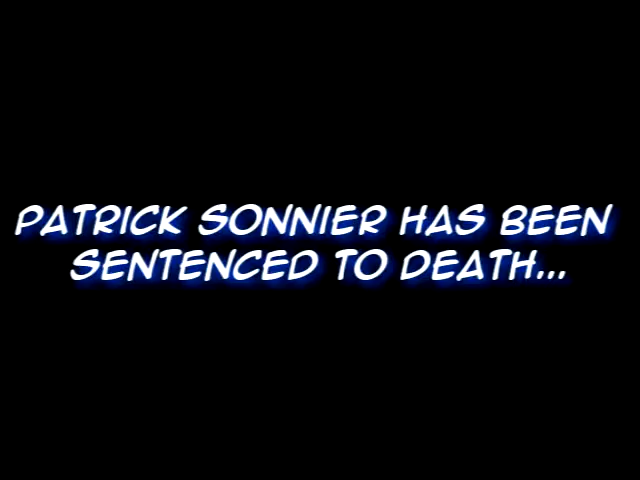 PATRICK SONNIER HAS BEEN
SENTENCED TO DEATH...